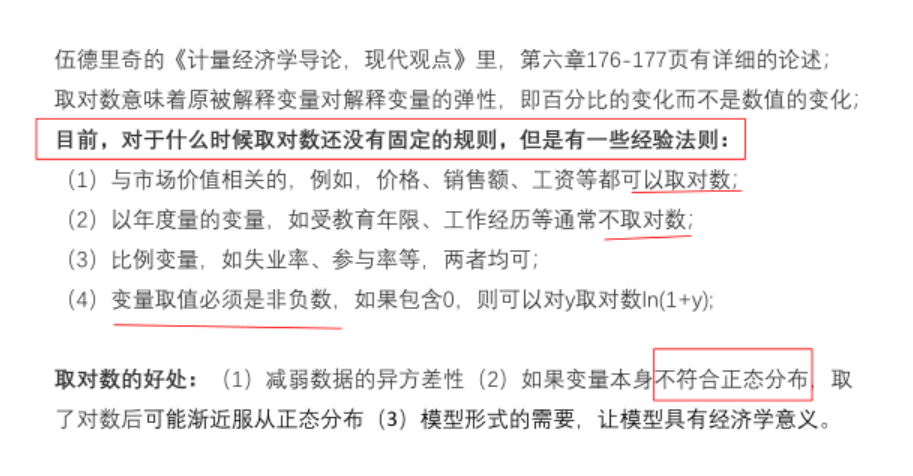 伍德里奇的《计量经济学导论，现代观点》里，第六章176-177页有详细的论述；
取对数意味着原被解释变量对解释变量的弹性，即百分比的变化而不是数值的变化；
目前，对于什么时候取对数还没有固定的规则，但是有一些经验法则：
（1）与市场价值相关的，例如，价格、销售额、工资等都可以取对数；
（2）以年度量的变量，如受教育年限、工作经历等通常不取对数；
（3）比例变量，如失业率、参与率等，两者均可；
（4）变量取值必须是非负数，如果包含0，则可以对y取对数ln(1+y);
取对数的好处：（1）减弱数据的异方差性（2）如果变量本身不符合正态分布，取
了对数后可能渐近服从正态分布（3）模型形式的需要，让模型具有经济学意义。